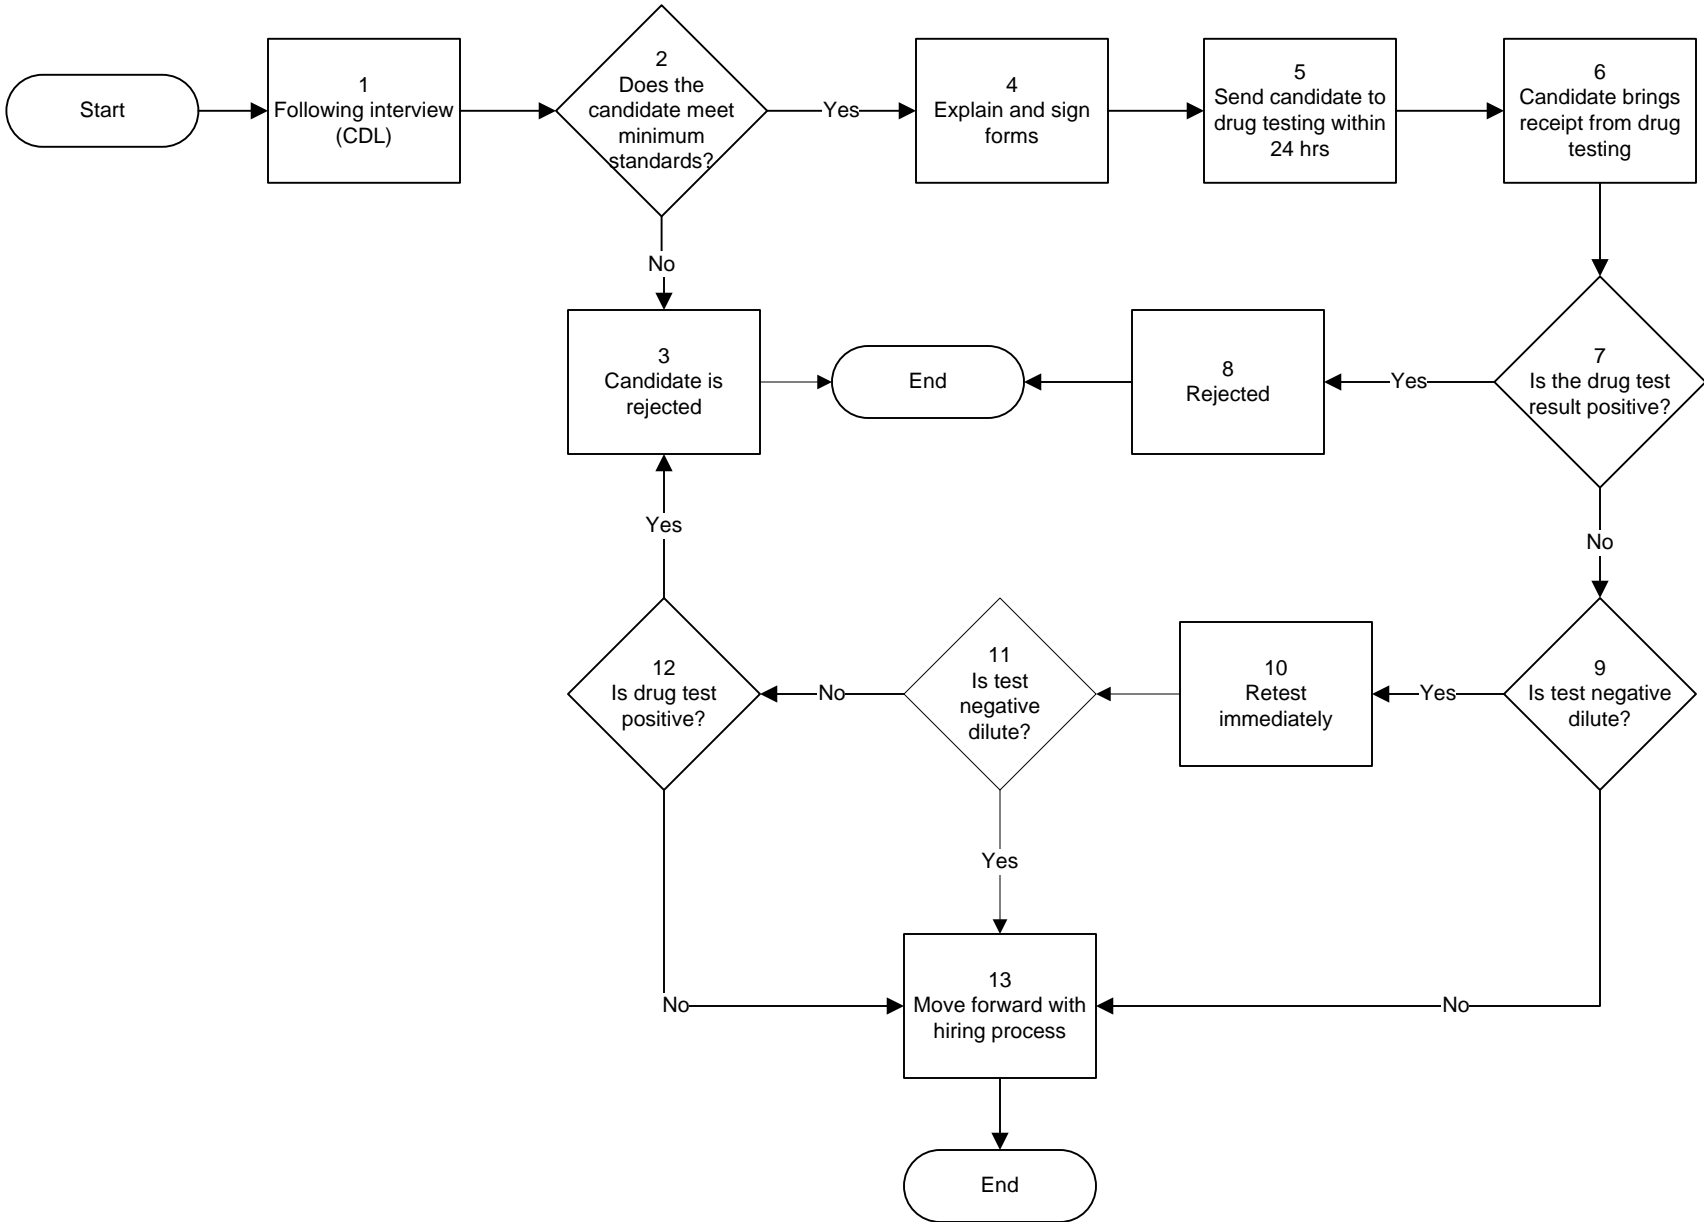 Start
1
Following interview
(CDL)
2
Does the
candidate meet
minimum
standards?
Yes
4
Explain and sign
forms
5
Send candidate to
drug testing within
24 hrs
6
Candidate brings
receipt from drug
testing
No
3
Candidate is
rejected
End
8
Rejected
Yes
7
Is the drug test
result positive?
Yes
No
12
Is drug test
positive?
No
11
Is test
negative
dilute?
10
Retest
immediately
Yes
9
Is test negative
dilute?
Yes
No
13
Move forward with
hiring process
No
End